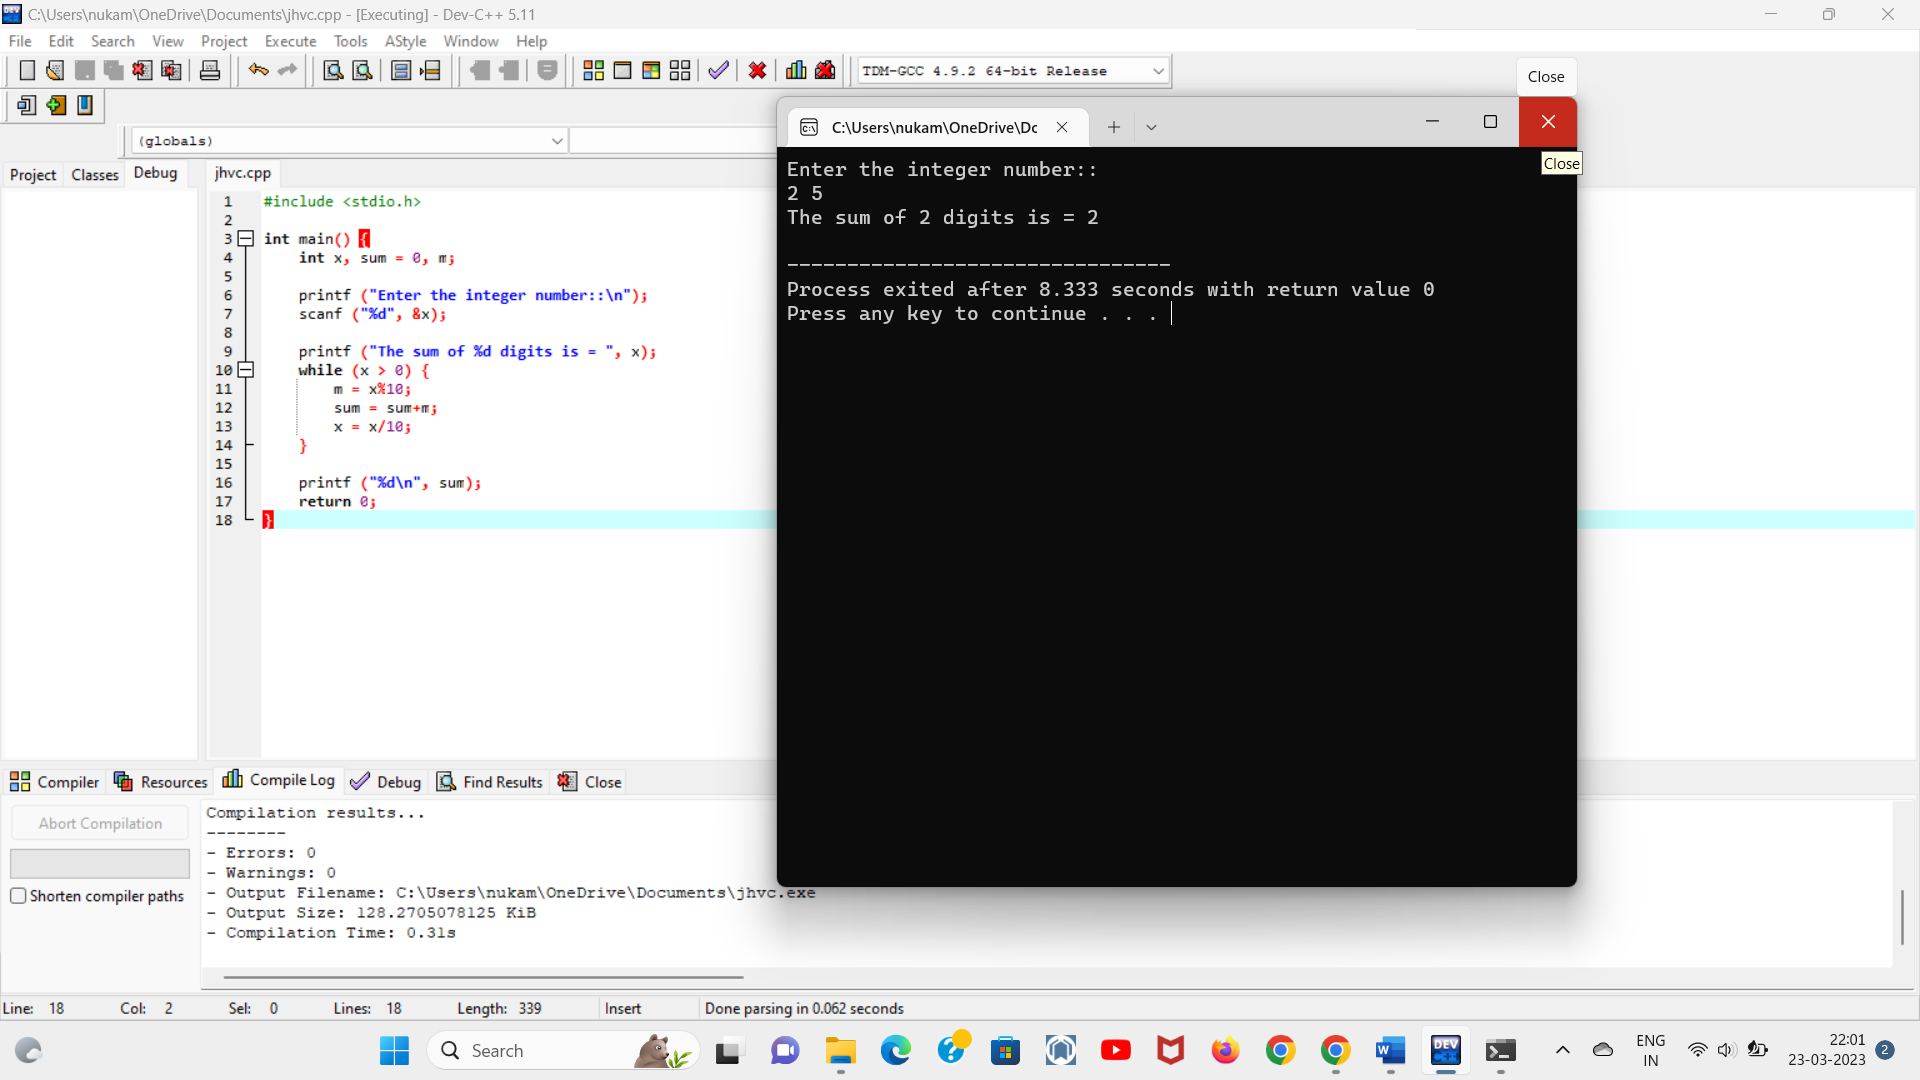 C:\Users\nukam\OneDrive\Documents\jhvc.cpp - [Executing] - Dev-C++ 5.11
File Edit Search View Project Execute Tools AStyle Window Help
TDM-GCC 4.9.2 64-bit Release
Close
(globals)
C:\Users\nukam\OneDrive\Dc
Close
Project Classes Debug
jhvc.cpp
1 #include <stdio.h>
2
3 int main() {
4 int x, sum = 0, m;
5
6 printf ("Enter the integer number::\n");
7 scanf ("%d", &x);
8
9 printf ("The sum of %d digits is = ", x);
10 while (x > 0) {
11 m = x%10;
12 sum = sum+m;
13 x = x/10;
14 }
15
16 printf ("%d\n", sum);
17 return 0;
18 }
Enter the integer number::
2 5
The sum of 2 digits is = 2
--------------------------------
Process exited after 8.333 seconds with return value 0
Press any key to continue . . .
Compiler Resources Compile Log Debug Find Results Close
Abort Compilation
Shorten compiler paths
Compilation results...
--------
- Errors: 0
- Warnings: 0
- Output Filename: C:\Users\nukam\OneDrive\Documents\jhvc.exe
- Output Size: 128.2705078125 KiB
- Compilation Time: 0.31s
Line: 18 Col: 2 Sel: 0 Lines: 18 Length: 339 Insert Done parsing in 0.062 seconds
Search
DEV
C++
ENG
IN
22:01
23-03-2023
2